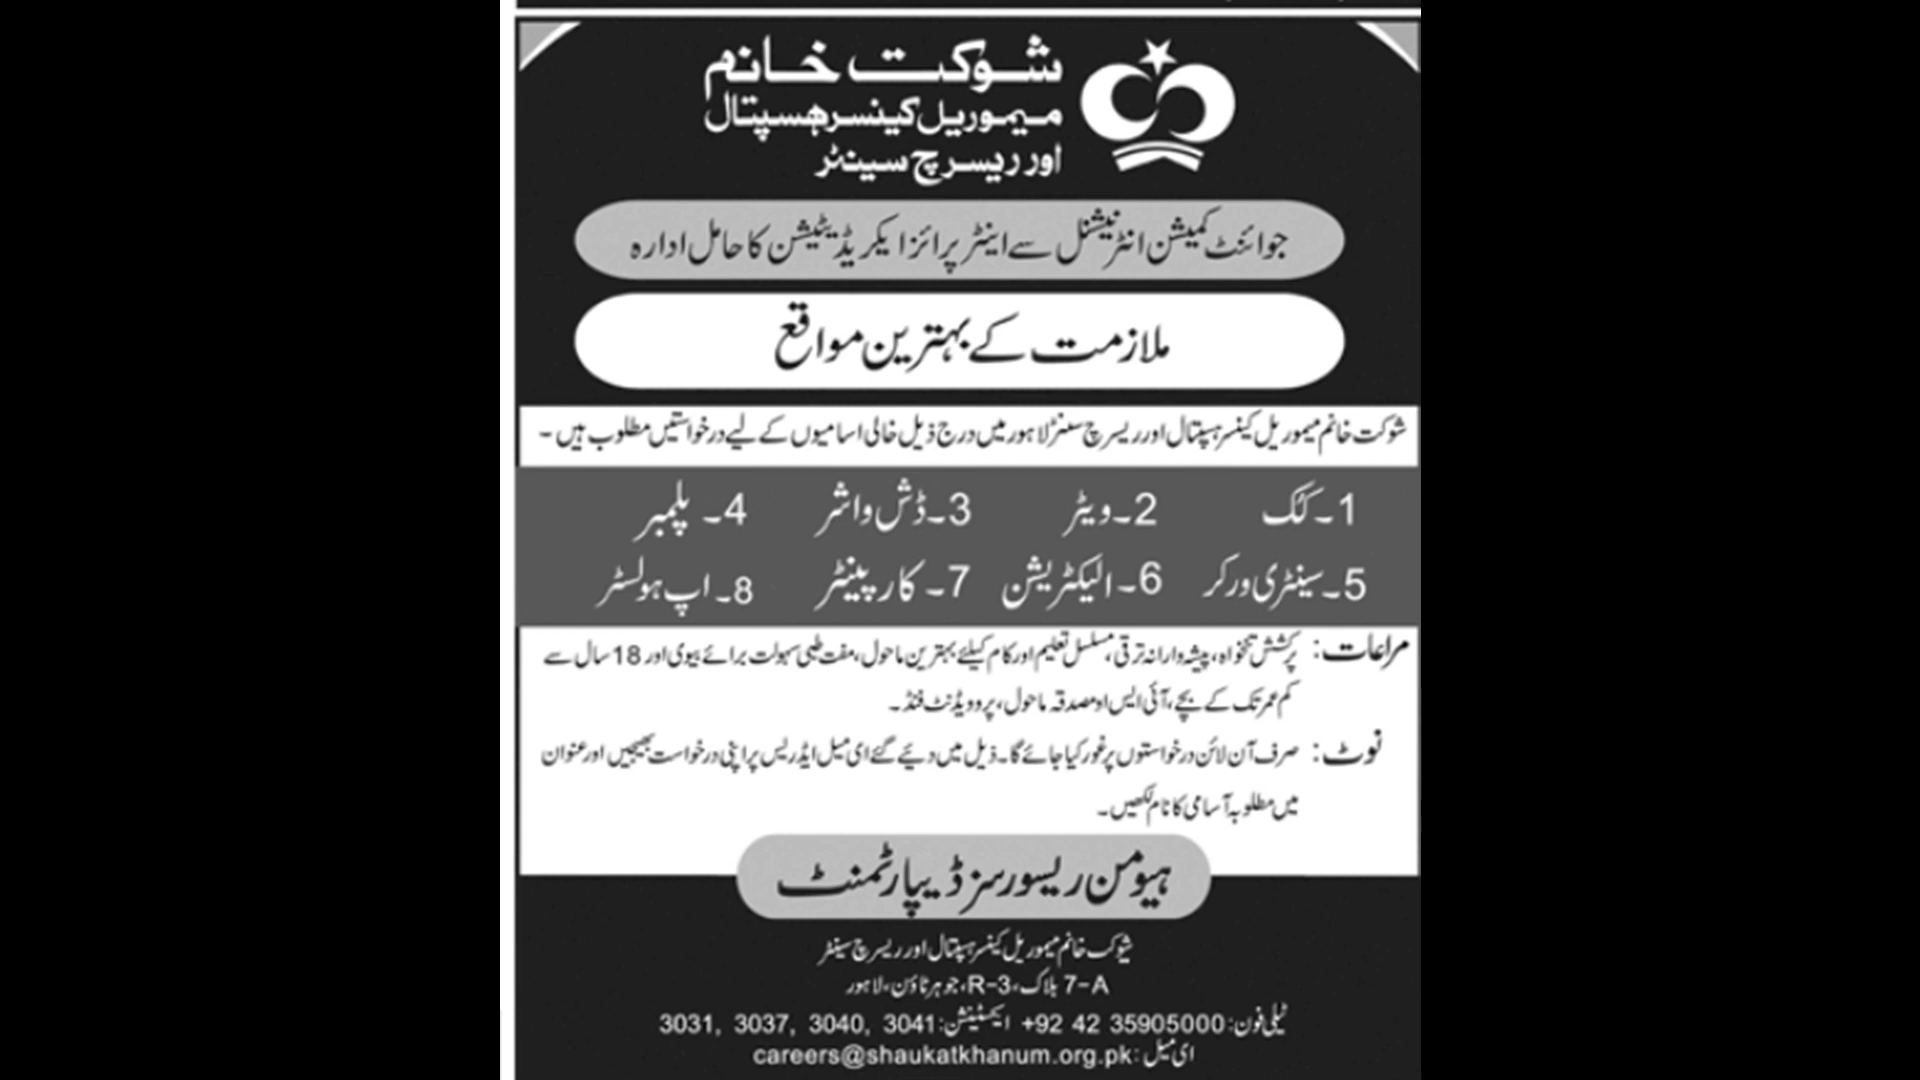 شوکت خانم
میموریل کینسر ہسپتال
اور ریسرچ سینٹر
جوائنٹ کمیشن انٹرنیشنل سے اینٹرپرائز ایکریڈیٹیشن کا حامل ادارہ
ملازمت کے بہترین مواقع
شوکت خانم میموریل کینسر ہسپتال اور ریسرچ سنٹر لاہور میں درج ذیل خالی اسامیوں کے لیے درخواستیں مطلوب ہیں۔
1۔ کُک 2۔ ویٹر 3۔ ڈش واشر 4۔ پلمبر
5۔ سینٹری ورکر 6۔ الیکٹریشن 7۔ کارپینٹر 8۔ اپ ہولسٹر
مراعات: پُرکشش تنخواہ، پیشہ وارانہ ترقی، مسلسل تعلیم اور کام کیلئے بہترین ماحول، مفت طبی سہولت برائے بیوی اور 18 سال سے
کم عمر تک کے بچے، آئی ایس او مصدقہ ماحول، پروویڈنٹ فنڈ۔
نوٹ: صرف آن لائن درخواستوں پر غور کیا جائے گا۔ ذیل میں دیئے گئے ای میل ایڈریس پر اپنی درخواست بھیجیں اور عنوان
میں مطلوبہ آسامی کا نام لکھیں۔
ہیومن ریسورسز ڈیپارٹمنٹ
شوکت خانم میموریل کینسر ہسپتال اور ریسرچ سینٹر
7-A بلاک، R-3، جوہر ٹاؤن، لاہور
ٹیلی فون: +92 42 35905000 ایکسٹینشن: 3041, 3040, 3037, 3031
ای میل: careers@shaukatkhanum.org.pk